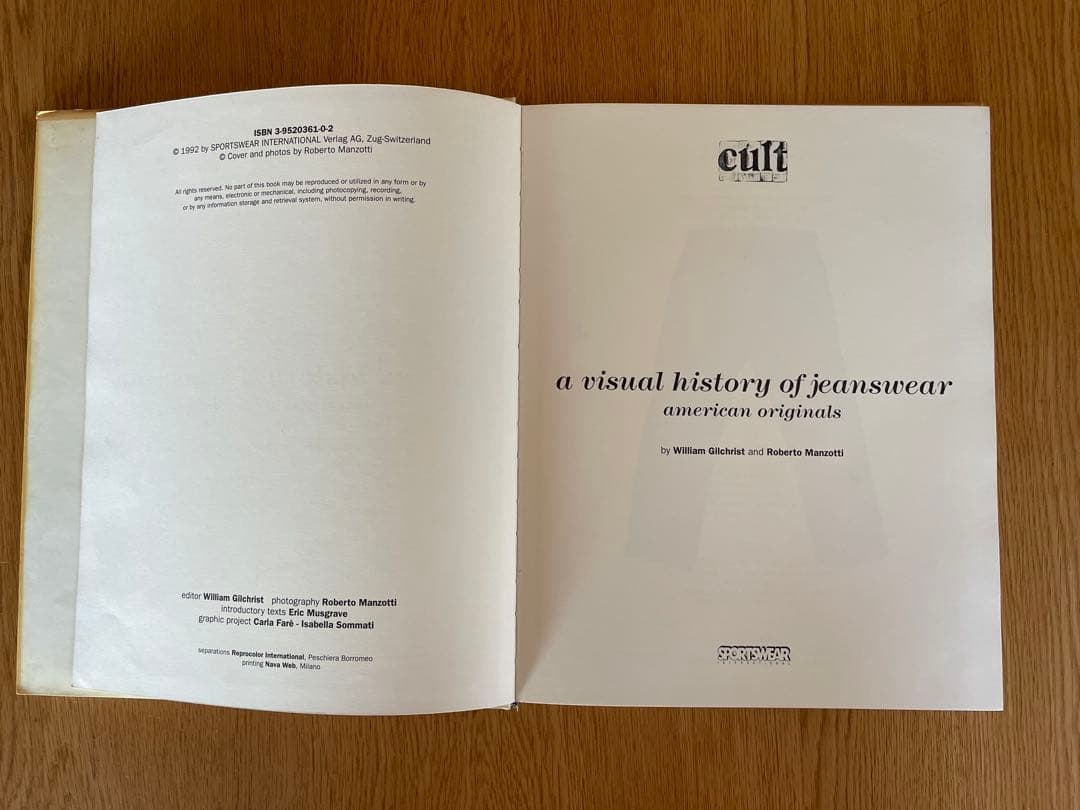 ISBN 3-9520361-0-2
© 1992 by SPORTSWEAR INTERNATIONAL Verlag AG, Zug-Switzerland
© Cover and photos by Roberto Manzotti
All rights reserved. No part of this book may be reproduced or utilized in any form or by
any means, electronic or mechanical, including photocopying, recording,
or by any information storage and retrieval system, without permission in writing.
editor William Gilchrist photography Roberto Manzotti
introductory texts Eric Musgrave
graphic project Carla Farè - Isabella Sommati
separations Reprocolor International, Peschiera Borromeo
printing Nava Web, Milano
cult
a visual history of jeanswear
american originals
by William Gilchrist and Roberto Manzotti
SPORTSWEAR
INTERNATIONAL